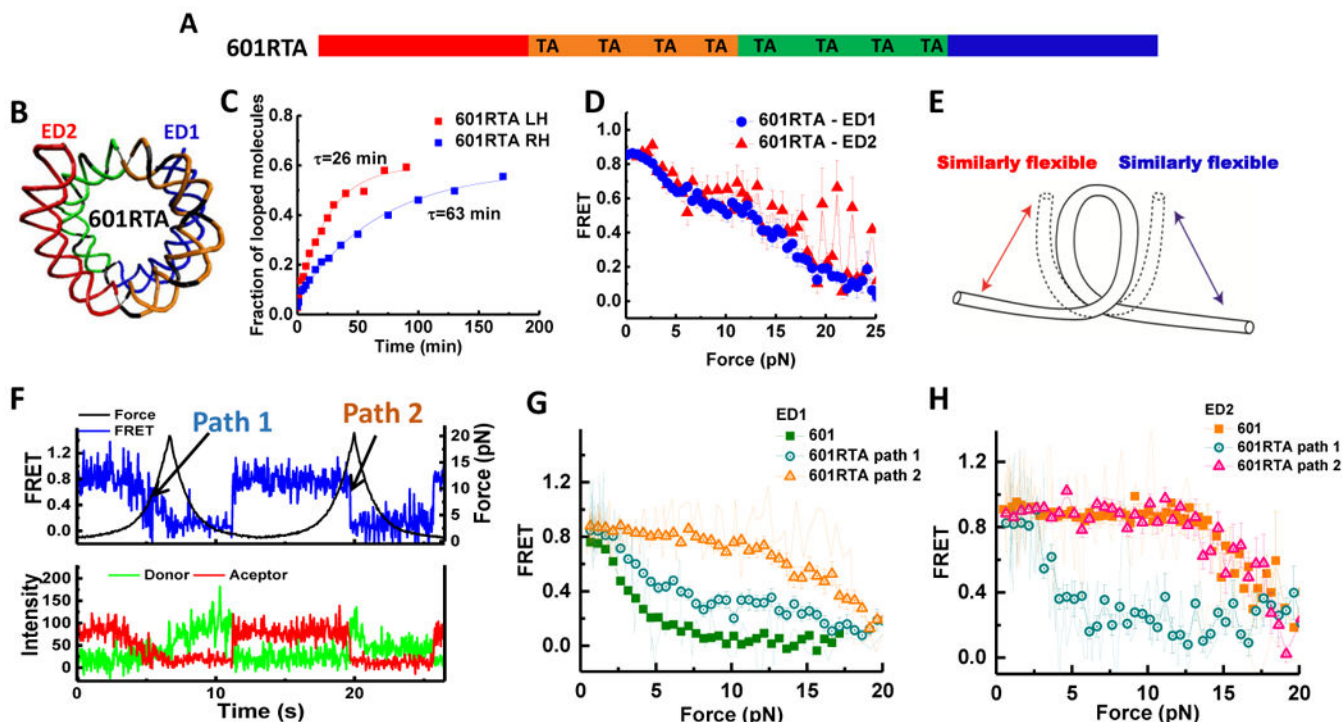 A
601RTA
TA TA TA TA TA TA TA TA
B
ED2
ED1
601RTA
C
Fraction of looped molecules
0.8
0.6
0.4
0.2
0.0
601RTA LH
601RTA RH
τ=26 min
τ=63 min
0 50 100 150 200
Time (min)
D
FRET
1.0
0.8
0.6
0.4
0.2
0.0
601RTA - ED1
601RTA - ED2
0 5 10 15 20 25
Force (pN)
E
Similarly flexible
Similarly flexible
F
Force
FRET
Path 1
Path 2
FRET
1.2
0.8
0.4
0.0
20
15
10
5
0
Force (pN)
Donor
Aceptor
Intensity
200
150
100
50
0
0 10 20
Time (s)
G
ED1
601
601RTA path 1
601RTA path 2
FRET
1.2
0.8
0.4
0.0
0 5 10 15 20
Force (pN)
H
ED2
601
601RTA path 1
601RTA path 2
FRET
1.2
0.8
0.4
0.0
0 5 10 15 20
Force (pN)